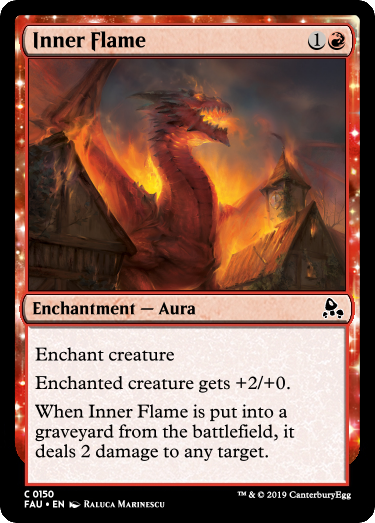 Inner Flame 1
Enchantment — Aura
Enchant creature
Enchanted creature gets +2/+0.
When Inner Flame is put into a
graveyard from the battlefield, it
deals 2 damage to any target.
C 0150
FAU • EN Raluca Marinescu
™ & © 2019 CanterburyEgg